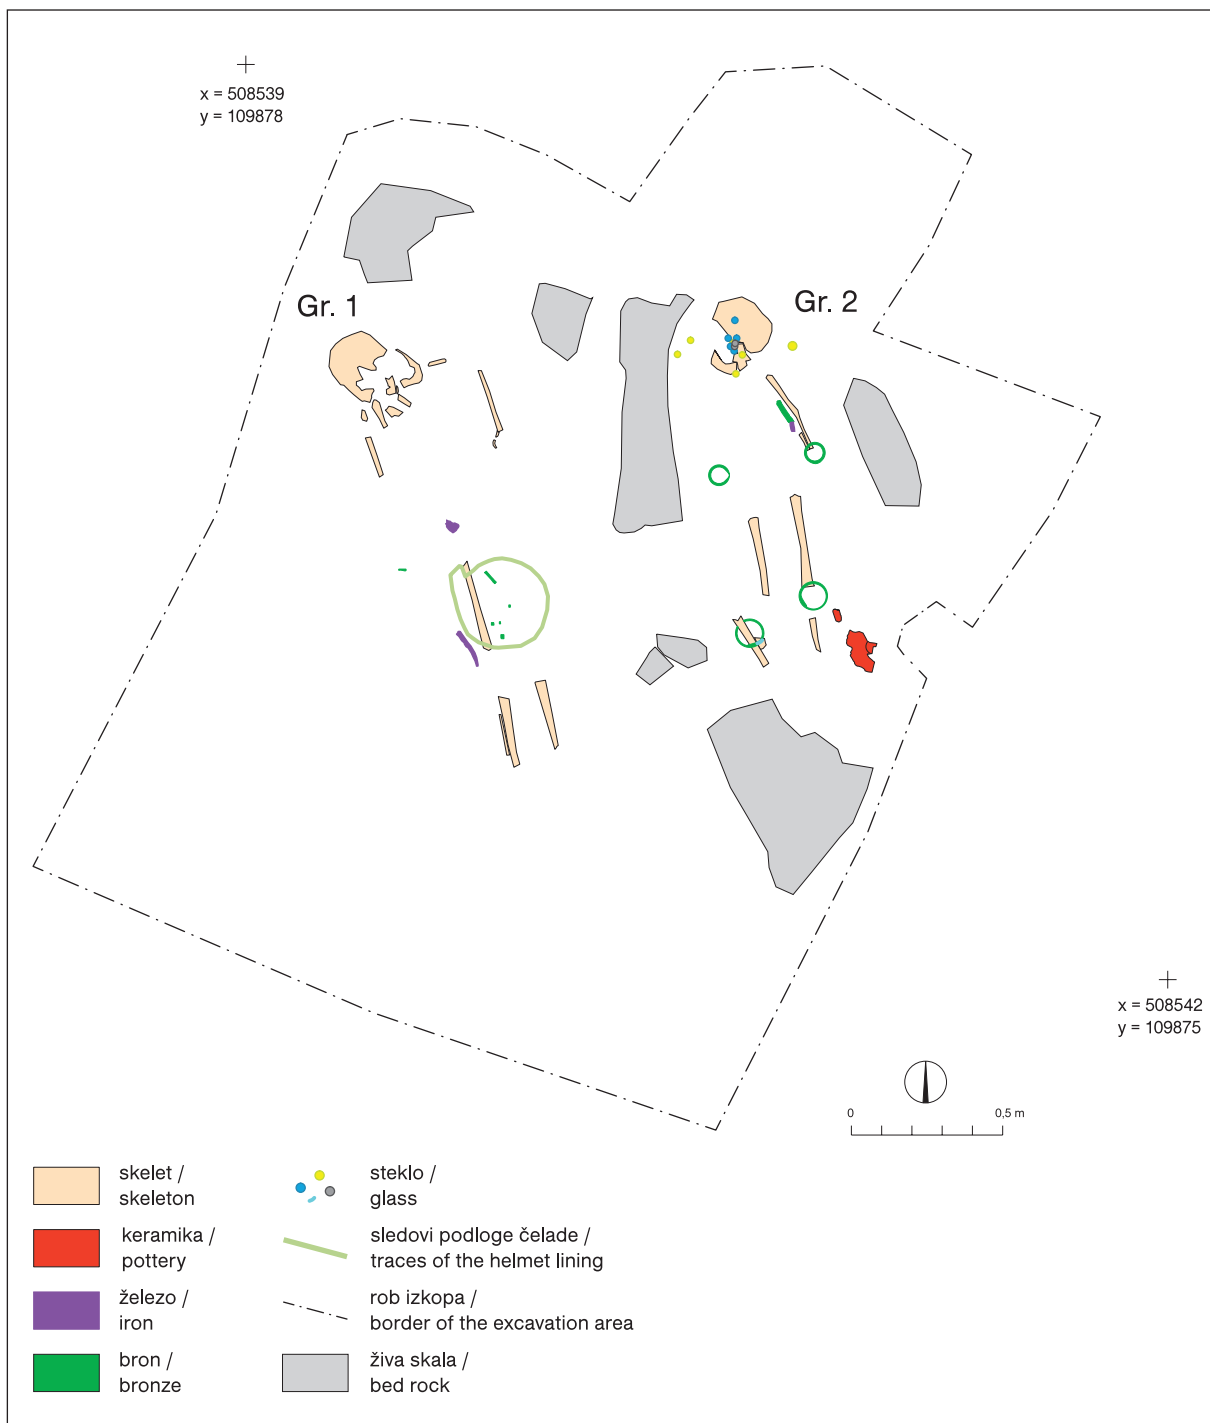 x = 508539
y = 109878
Gr. 1
Gr. 2
x = 508542
y = 109875
0
0,5 m
skelet /
skeleton
keramika /
pottery
železo /
iron
bron /
bronze
steklo /
glass
sledovi podloge čelade /
traces of the helmet lining
rob izkopa /
border of the excavation area
živa skala /
bed rock